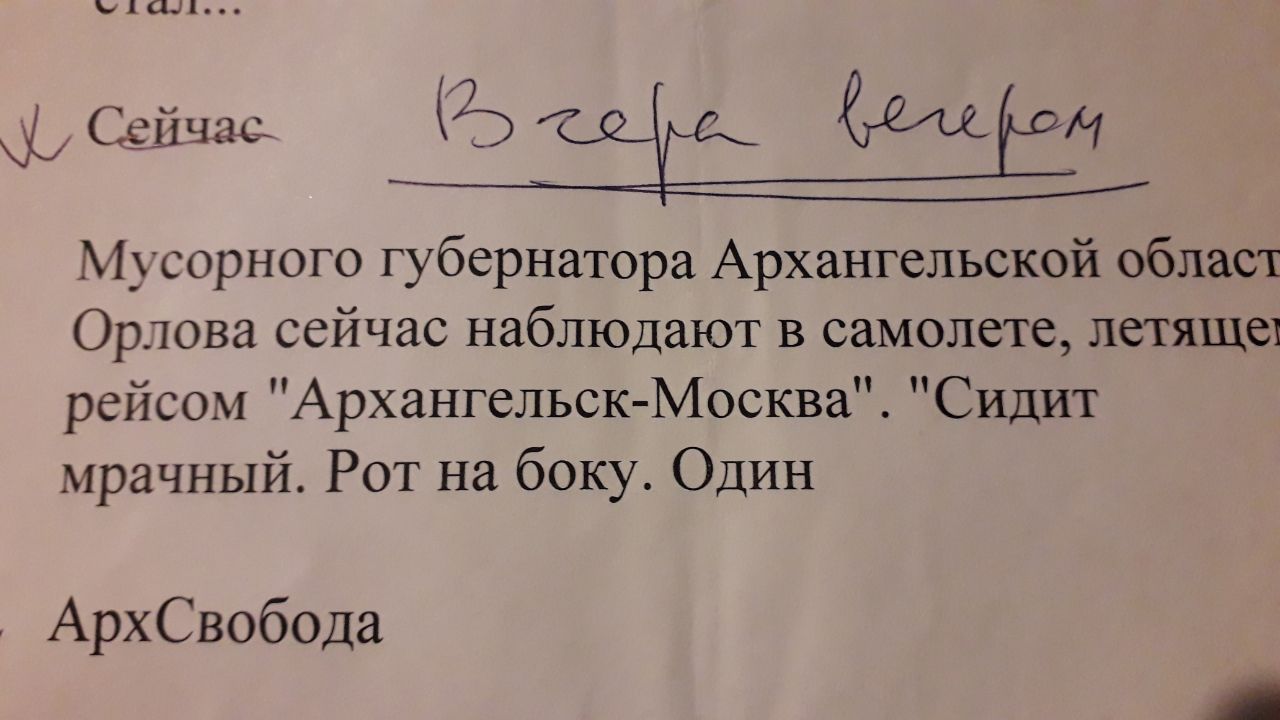 стал...
Сейчас Вчера вечером
Мусорного губернатора Архангельской област
Орлова сейчас наблюдают в самолете, летящем
рейсом "Архангельск-Москва". "Сидит
мрачный. Рот на боку. Один
АрхСвобода